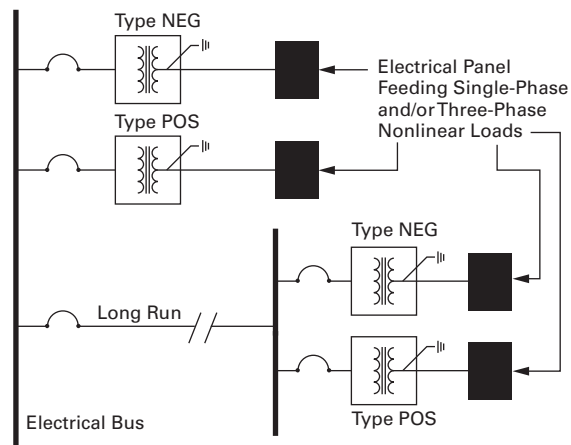 Type NEG
Type POS
Electrical Panel
Feeding Single-Phase
and/or Three-Phase
Nonlinear Loads
Type NEG
Long Run
Type POS
Electrical Bus